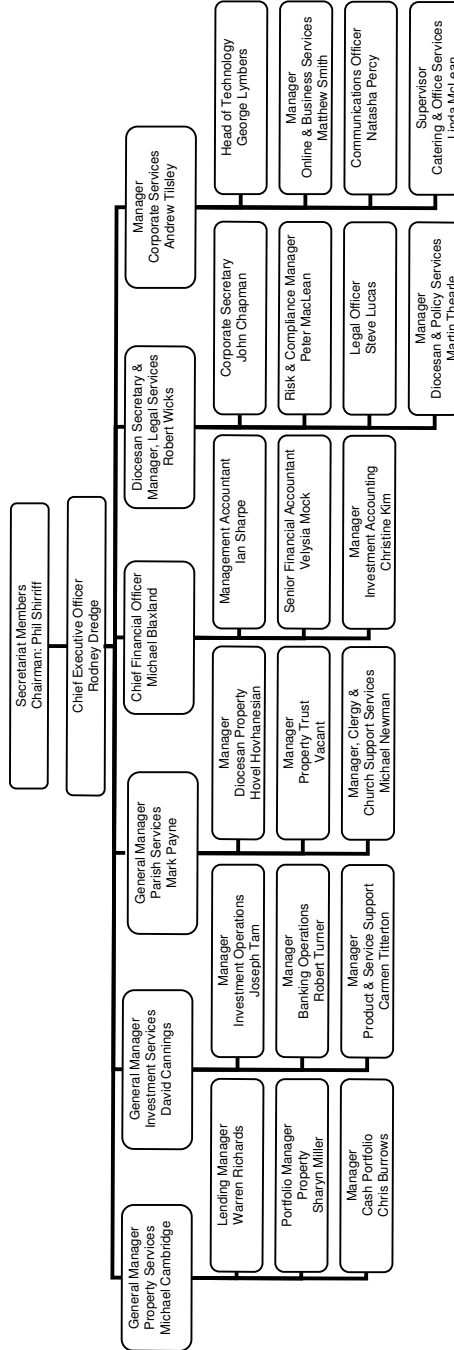 Secretariat Members
Chairman: Phil Shirriff
Chief Executive Officer
Rodney Dredge
General Manager
Property Services
Michael Cambridge
Lending Manager
Warren Richards
Portfolio Manager
Property
Sharyn Miller
Manager
Cash Portfolio
Chris Burrows
General Manager
Investment Services
David Cannings
Manager
Investment Operations
Joseph Tam
Manager
Banking Operations
Robert Turner
Manager
Product & Service Support
Carmen Titterton
General Manager
Parish Services
Mark Payne
Manager
Diocesan Property
Hovel Hovhanesian
Manager
Property Trust
Vacant
Manager, Clergy &
Church Support Services
Michael Newman
Chief Financial Officer
Michael Blaxland
Management Accountant
Ian Sharpe
Senior Financial Accountant
Velysia Mock
Manager
Investment Accounting
Christine Kim
Diocesan Secretary &
Manager, Legal Services
Robert Wicks
Corporate Secretary
John Chapman
Risk & Compliance Manager
Peter MacLean
Legal Officer
Steve Lucas
Manager
Diocesan & Policy Services
Martin Thearle
Manager
Corporate Services
Andrew Tilsley
Head of Technology
George Lymbers
Manager
Online & Business Services
Matthew Smith
Communications Officer
Natasha Percy
Supervisor
Catering & Office Services
Linda McLean